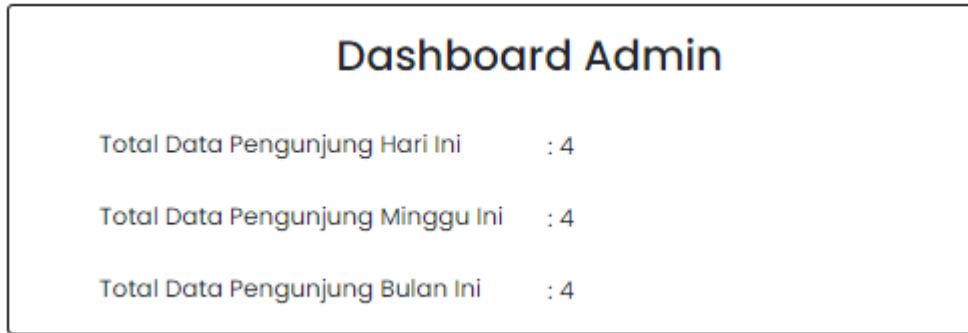 Dashboard Admin
Total Data Pengunjung Hari Ini : 4
Total Data Pengunjung Minggu Ini : 4
Total Data Pengunjung Bulan Ini : 4